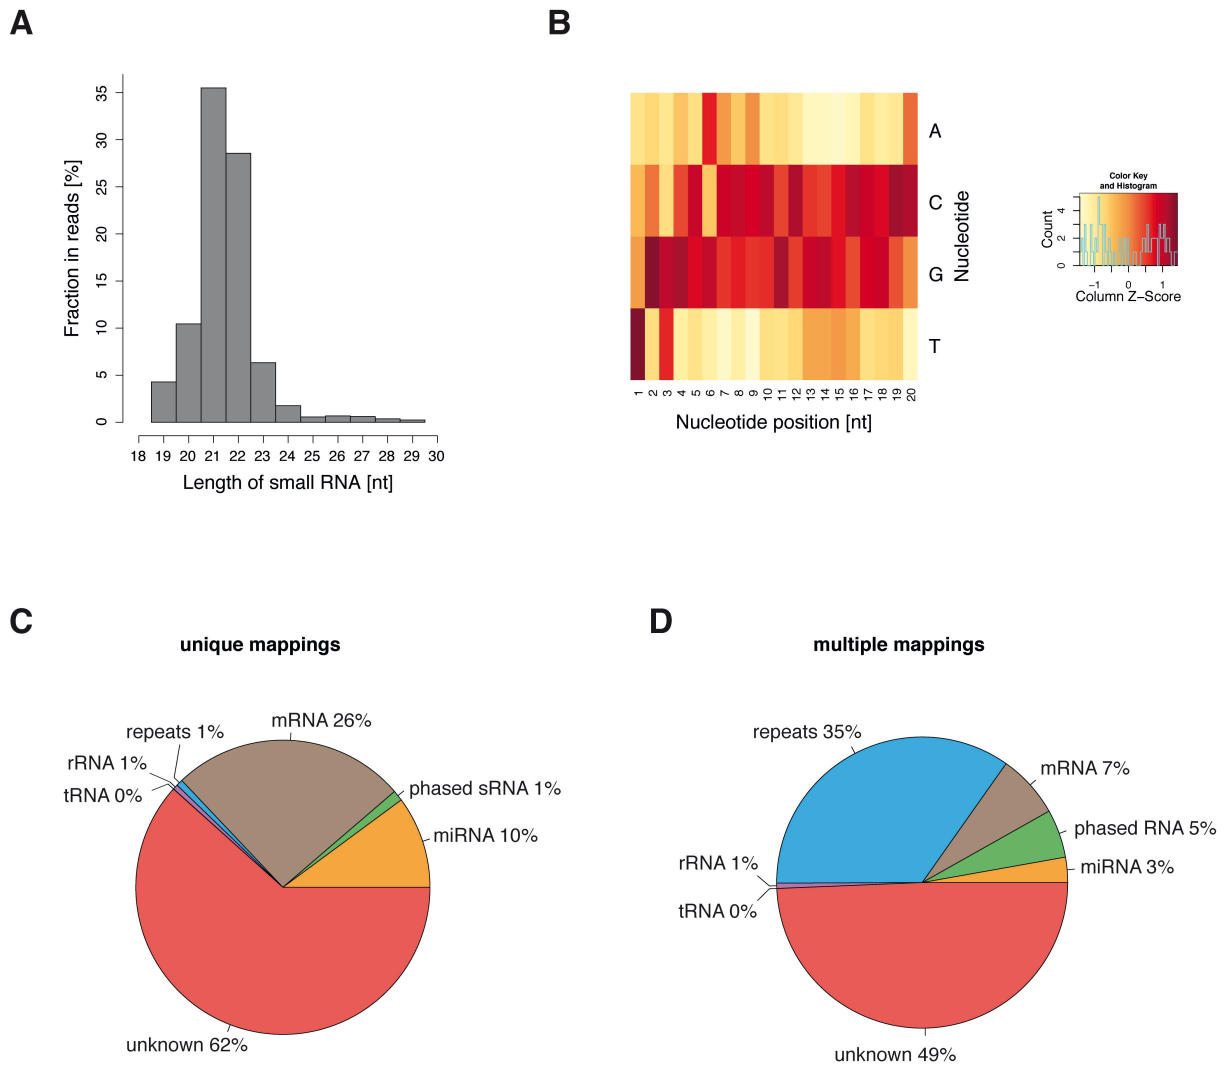 A
B
Fraction in reads [%]
35
30
25
20
15
10
5
0
18 19 20 21 22 23 24 25 26 27 28 29 30
Length of small RNA [nt]
A
C
G
T
Nucleotide
1 2 3 4 5 6 7 8 9 10 11 12 13 14 15 16 17 18 19 20
Nucleotide position [nt]
Color Key
and Histogram
Count
4
2
0
−1 0 1
Column Z−Score
C
D
unique mappings
mRNA 26%
repeats 1%
rRNA 1%
tRNA 0%
phased sRNA 1%
miRNA 10%
unknown 62%
multiple mappings
repeats 35%
mRNA 7%
phased RNA 5%
miRNA 3%
rRNA 1%
tRNA 0%
unknown 49%